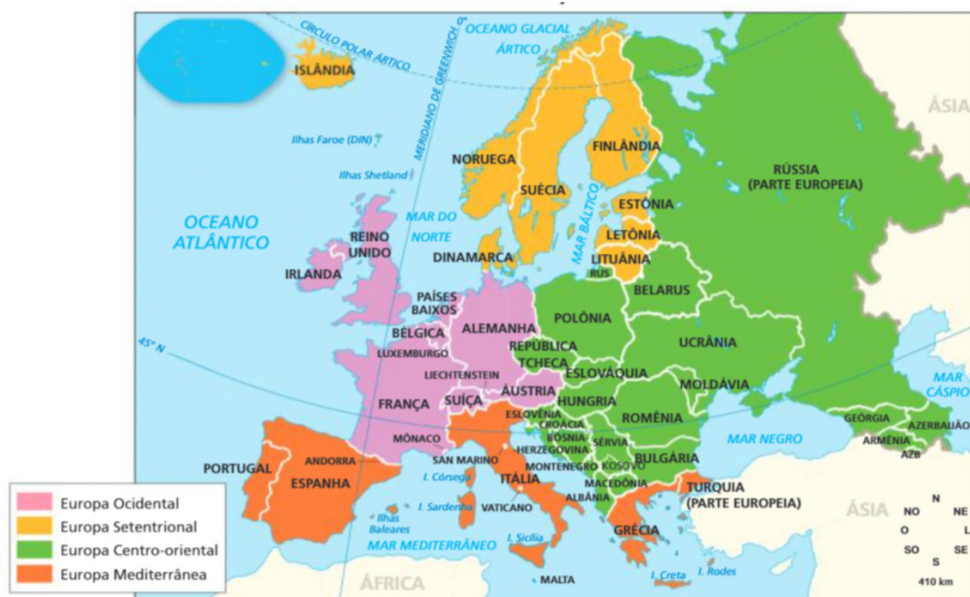 CÍRCULO POLAR ÁRTICO
MERIDIANO DE GREENWICH
0°
OCEANO GLACIAL
ÁRTICO
ISLÂNDIA
ÁSIA
Ilhas Faroe (DIN)
Ilhas Shetland
NORUEGA
FINLÂNDIA
SUÉCIA
RÚSSIA
(PARTE EUROPEIA)
ESTÔNIA
OCEANO
ATLÂNTICO
MAR DO
NORTE
MAR BÁLTICO
LETÔNIA
REINO
UNIDO
LITUÂNIA
DINAMARCA
RUS
IRLANDA
BELARUS
PAÍSES
BAIXOS
POLÔNIA
ALEMANHA
BÉLGICA
UCRÂNIA
45° N
LUXEMBURGO
REPÚBLICA
TCHECA
ESLOVÁQUIA
LIECHTENSTEIN
MOLDÁVIA
MAR
CÁSPIO
ÁUSTRIA
SUÍÇA
HUNGRIA
FRANÇA
ESLOVÊNIA
ROMÊNIA
GEÓRGIA
CROÁCIA
AZERBAIJÃO
MÔNACO
BÓSNIA
HERZEGOVINA
SÉRVIA
MAR NEGRO
ARMÊNIA
AZB
SAN MARINO
BULGÁRIA
ANDORRA
MONTENEGRO
KOSOVO
PORTUGAL
I. Córsega
ITÁLIA
MACEDÔNIA
ESPANHA
ALBÂNIA
TURQUIA
(PARTE EUROPEIA)
I. Sardenha
VATICANO
Ilhas
Baleares
GRÉCIA
ÁSIA
MAR MEDITERRÂNEO
I. Sicília
I. Creta
I. Rodes
MALTA
ÁFRICA
Europa Ocidental
Europa Setentrional
Europa Centro-oriental
Europa Mediterrânea
N
NO NE
O L
SO SE
S
410 km